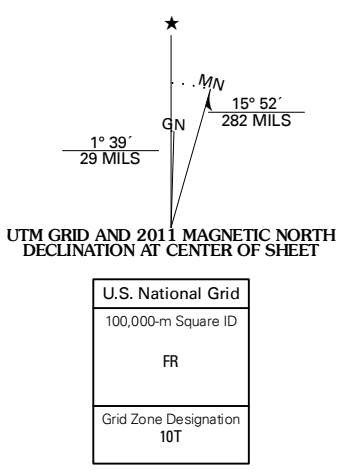 ★
MN
15° 52´
282 MILS
GN
1° 39´
29 MILS
UTM GRID AND 2011 MAGNETIC NORTH
DECLINATION AT CENTER OF SHEET
U.S. National Grid
100,000-m Square ID
FR
Grid Zone Designation
10T